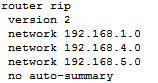 router rip
version 2
network 192.168.1.0
network 192.168.4.0
network 192.168.5.0
no auto-summary